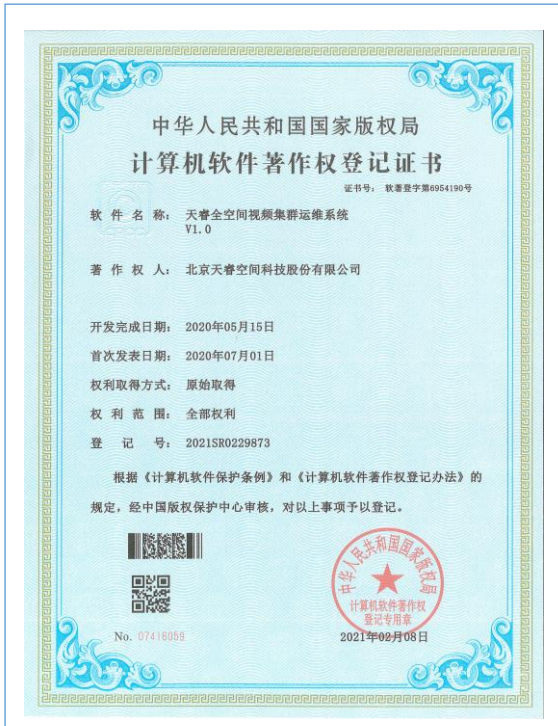 中华人民共和国国家版权局
计算机软件著作权登记证书
证书号： 软著登字第6954190号
软件名称： 天睿全空间视频集群运维系统
V1.0
著作权人： 北京天睿空间科技股份有限公司
开发完成日期： 2020年05月15日
首次发表日期： 2020年07月01日
权利取得方式： 原始取得
权利范围： 全部权利
登记号： 2021SR0229873
根据《计算机软件保护条例》和《计算机软件著作权登记办法》的
规定，经中国版权保护中心审核，对以上事项予以登记。
中华人民共和国国家版权局
计算机软件著作权
登记专用章
No. 07416059
2021年02月08日